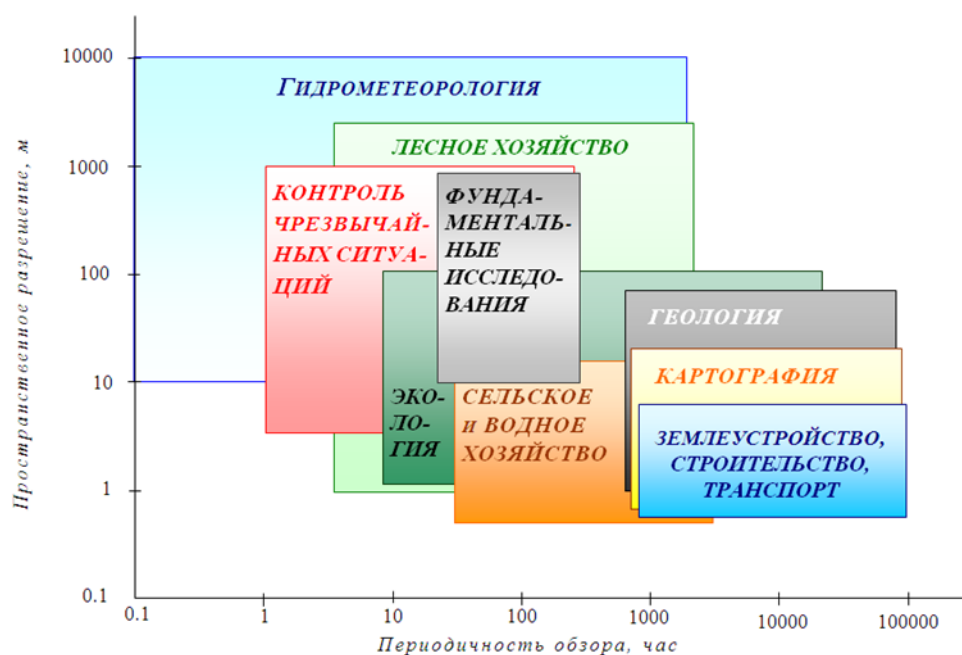 Пространственное разрешение, м
10000
1000
100
10
1
0.1
ГИДРОМЕТЕОРОЛОГИЯ
ЛЕСНОЕ ХОЗЯЙСТВО
КОНТРОЛЬ
ЧРЕЗВЫЧАЙ-
НЫХ СИТУА-
ЦИЙ
ФУНДА-
МЕНТАЛЬ-
НЫЕ
ИССЛЕДО-
ВАНИЯ
ГЕОЛОГИЯ
КАРТОГРАФИЯ
ЭКО-
ЛО-
ГИЯ
СЕЛЬСКОЕ
и ВОДНОЕ
ХОЗЯЙСТВО
ЗЕМЛЕУСТРОЙСТВО,
СТРОИТЕЛЬСТВО,
ТРАНСПОРТ
0.1 1 10 100 1000 10000 100000
Периодичность обзора, час